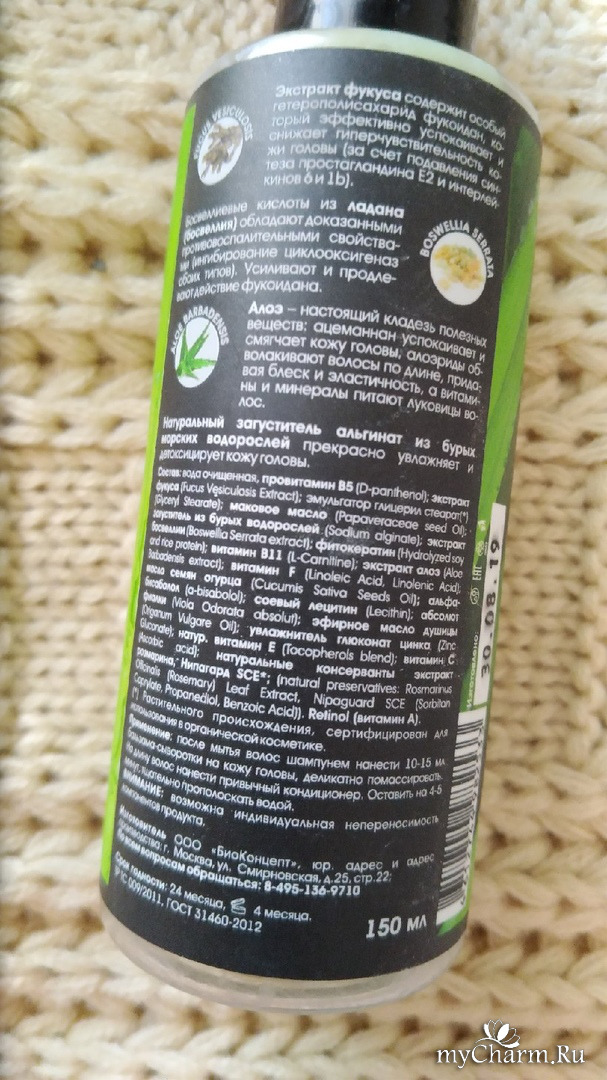 FUCUS VESICULOSIS
Экстракт фукуса содержит особый
гетерополисахарид фукоидан, ко-
торый эффективно успокаивает и
снижает гиперчувствительность ко-
жи головы (за счет подавления син-
теза простагландина Е2 и интерлей-
кинов 6 и 1b).
Босвеллиевые кислоты из ладана
(босвеллия) обладают доказанными
противовоспалительными свойства-
ми (ингибирование циклооксигеназ
обоих типов). Усиливают и продле-
вают действие фукоидана.
BOSWELLIA SERRATA
ALOE BARBADENSIS
Алоэ – настоящий кладезь полезных
веществ: ацеманнан успокаивает и
смягчает кожу головы, алоэриды об-
волакивают волосы по длине, прида-
вая блеск и эластичность, а витами-
ны и минералы питают луковицы во-
лос.
Натуральный загуститель альгинат из бурых
морских водорослей прекрасно увлажняет и
детоксицирует кожу головы.
Состав: вода очищенная, провитамин В5 (D-panthenol); экстракт
фукуса (Fucus Vesiculosis Extract); эмульгатор глицерил стеарат(*)
(Glyceryl Stearate); маковое масло (Papaveraceae seed Oil);
загуститель из бурых водорослей (Sodium alginate); экстракт
босвеллии (Boswellia Serrata extract); фитокератин (Hydrolyzed soy
and rice protein); витамин В11 (L-Carnitine); экстракт алоэ (Aloe
Barbadensis extract); витамин F (Linoleic Acid, Linolenic Acid);
масло семян огурца (Cucumis Sativa Seeds Oil); альфа-
бисаболол (a-bisabolol); соевый лецитин (Lecithin); абсолют
фиалки (Viola Odorata absolut); эфирное масло душицы
(Origanum Vulgare Oil); увлажнитель глюконат цинка (Zinc
Gluconate); натур. витамин Е (Tocopherols blend); витамин С
(Ascorbic acid); натуральные консерванты экстракт
розмарина, Нипагард SCE*; (natural preservatives: Rosmarinus
Officinalis (Rosemary) Leaf Extract, Nipaguard SCE (Sorbitan
Caprylate, Propanediol, Benzoic Acid)). Retinol (витамин А).
(*) Растительного происхождения, сертифицирован для
использования в органической косметике.
Применение: после мытья волос шампунем нанести 10-15 мл
бальзама-сыворотки на кожу головы, деликатно помассировать.
На длину волос нанести привычный кондиционер. Оставить на 4-5
минут, тщательно прополоскать водой.
ВНИМАНИЕ: возможна индивидуальная непереносимость
компонентов продукта.
Изготовитель ООО «БиоКонцепт», юр. адрес и адрес
производства: г. Москва, ул. Смирновская, д.25, стр.22;
По всем вопросам обращаться: 8-495-136-9710
Срок годности: 24 месяца, 4 месяца.
ТР ТС 009/2011. ГОСТ 31460-2012
150 мл
Изготовлено:
30.08.19
EAC
myCharm.Ru